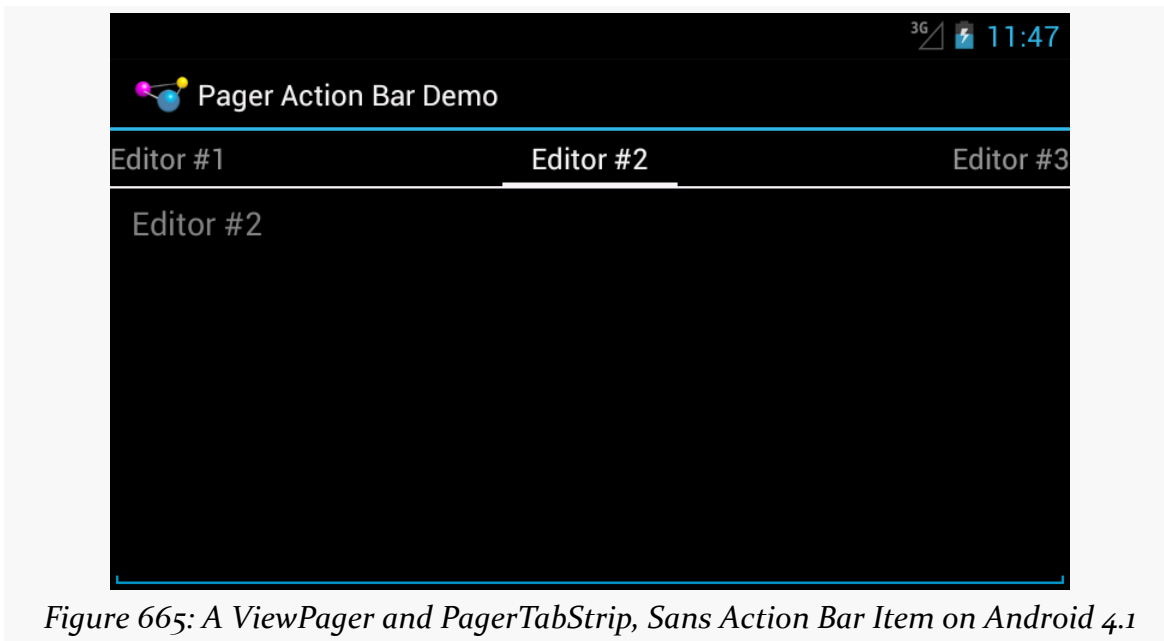 3G 11:47
Pager Action Bar Demo
Editor #1 Editor #2 Editor #3
Editor #2
Figure 665: A ViewPager and PagerTabStrip, Sans Action Bar Item on Android 4.1